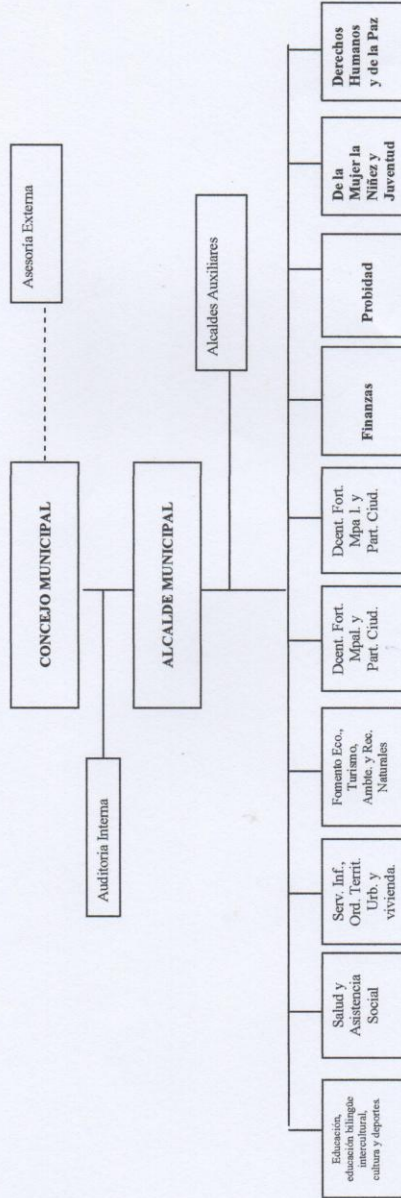 Asesoría Externa
CONCEJO MUNICIPAL
Auditoria Interna
ALCALDE MUNICIPAL
Alcaldes Auxiliares
Educación,
educación bilingüe
intercultural,
cultura y deportes
Salud y
Asistencia
Social
Serv. Inf.,
Ord. Territ.
Urb. y
vivienda.
Fomento Eco.,
Turismo,
Ambte. y Rec.
Naturales
Dcent. Fort.
Mpal. y
Part. Ciud.
Dcent. Fort.
Mpa l. y
Part. Ciud.
Finanzas
Probidad
De la
Mujer la
Niñez y
Juventud
Derechos
Humanos
y de la Paz